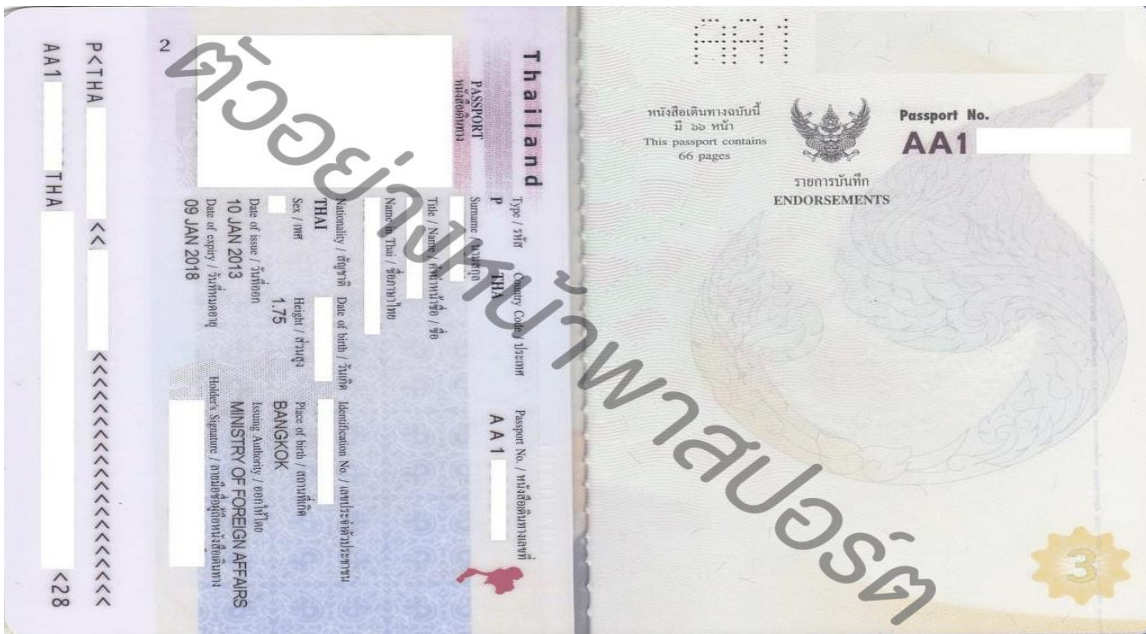 2
Thailand
PASSPORT
หนังสือเดินทาง
Type / รหัส Country Code / ประเทศ Passport No. / หนังสือเดินทางเลขที่
P THA AA1
Surname / นามสกุล
Title / Name / คำนำหน้าชื่อ / ชื่อ
Name in Thai / ชื่อภาษาไทย
Nationality / สัญชาติ Date of birth / วันเกิด Identification No. / เลขประจำตัวประชาชน
THAI
Sex / เพศ Height / ส่วนสูง Place of birth / สถานที่เกิด
1.75 BANGKOK
Date of issue / วันที่ออก Issuing Authority / ออกให้โดย
10 JAN 2013 MINISTRY OF FOREIGN AFFAIRS
Date of expiry / วันที่หมดอายุ Holder's Signature / ลายมือชื่อผู้ถือหนังสือเดินทาง
09 JAN 2018
P<THA << <<<<<<<<<<<<<<<
AA1 THA <28
AA1
หนังสือเดินทางฉบับนี้
มี ๖๖ หน้า
This passport contains
66 pages
Passport No.
AA1
รายการบันทึก
ENDORSEMENTS
3
ตัวอย่างหน้าพาสปอร์ต